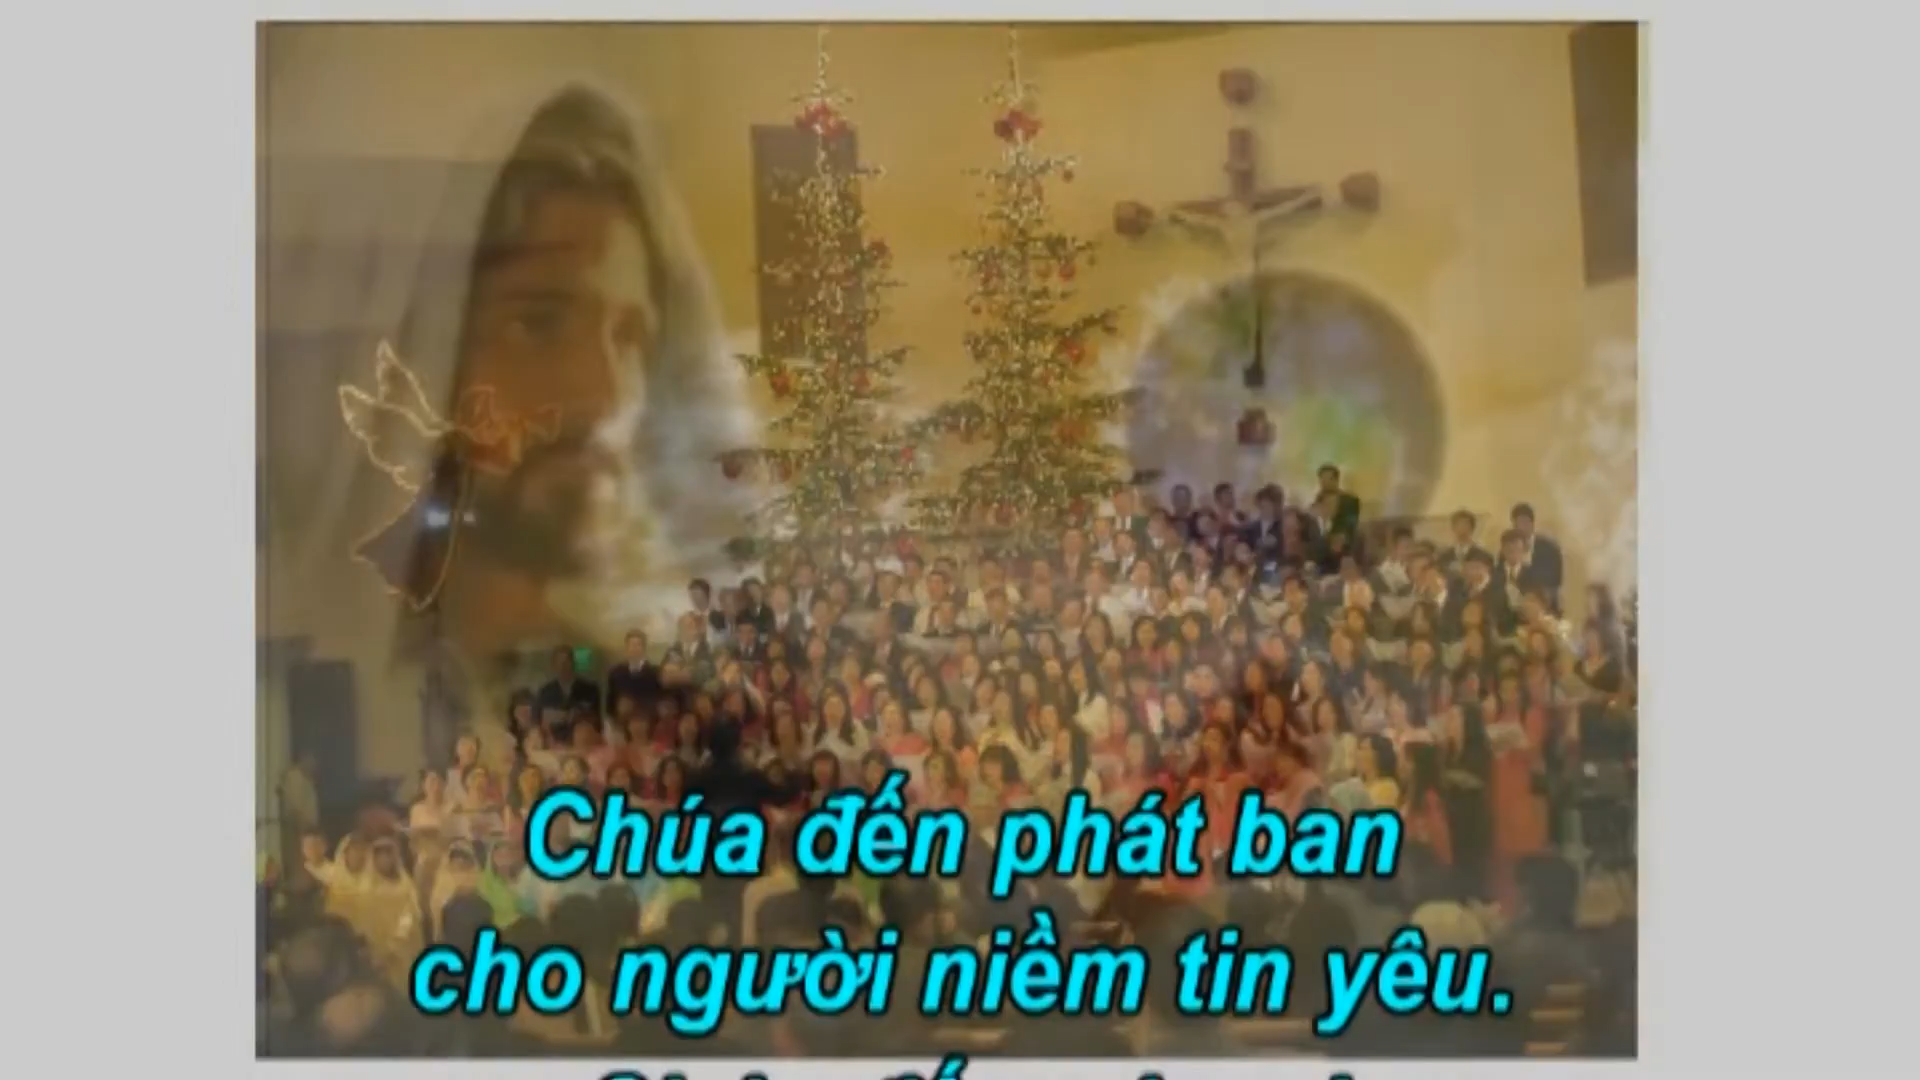 Chúa đến phát ban
cho người niềm tin yêu.